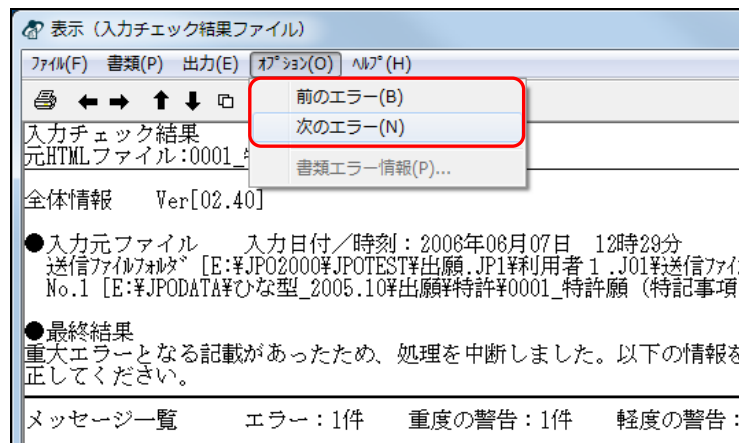 表示（入力チェック結果ファイル）
ﾌｧｲﾙ(F) 書類(P) 出力(E) ｵﾌﾟｼｮﾝ(O) ﾍﾙﾌﾟ(H)
前のエラー(B)
次のエラー(N)
書類エラー情報(P)...
入力チェック結果
元HTMLファイル:0001_
全体情報 Ver[02.40]
●入力元ファイル 入力日付／時刻：2006年06月07日 12時29分
送信ﾌｧｲﾙﾌｫﾙﾀﾞ [E:¥JPO2000¥JPOTEST¥出願.JP1¥利用者１.J01¥送信ﾌｧｲ
No.1 [E:¥JPODATA¥ひな型_2005.10¥出願¥特許¥0001_特許願（特記事項
●最終結果
重大エラーとなる記載があったため、処理を中断しました。以下の情報を
正してください。
メッセージ一覧 エラー：1件 重度の警告：1件 軽度の警告：